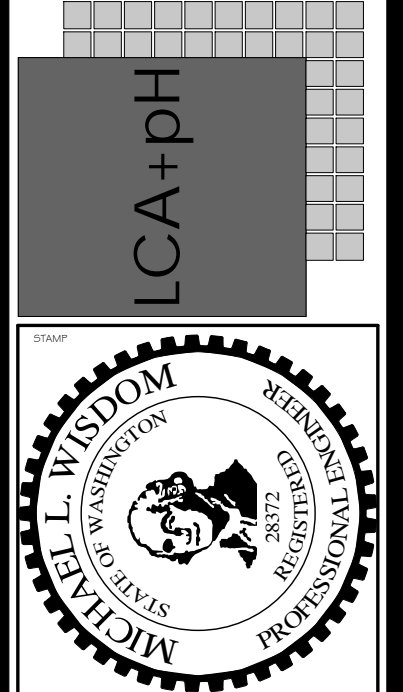 LCA+pH
STAMP
MICHAEL L. WISDOM
STATE OF WASHINGTON
28372
REGISTERED
PROFESSIONAL ENGINEER